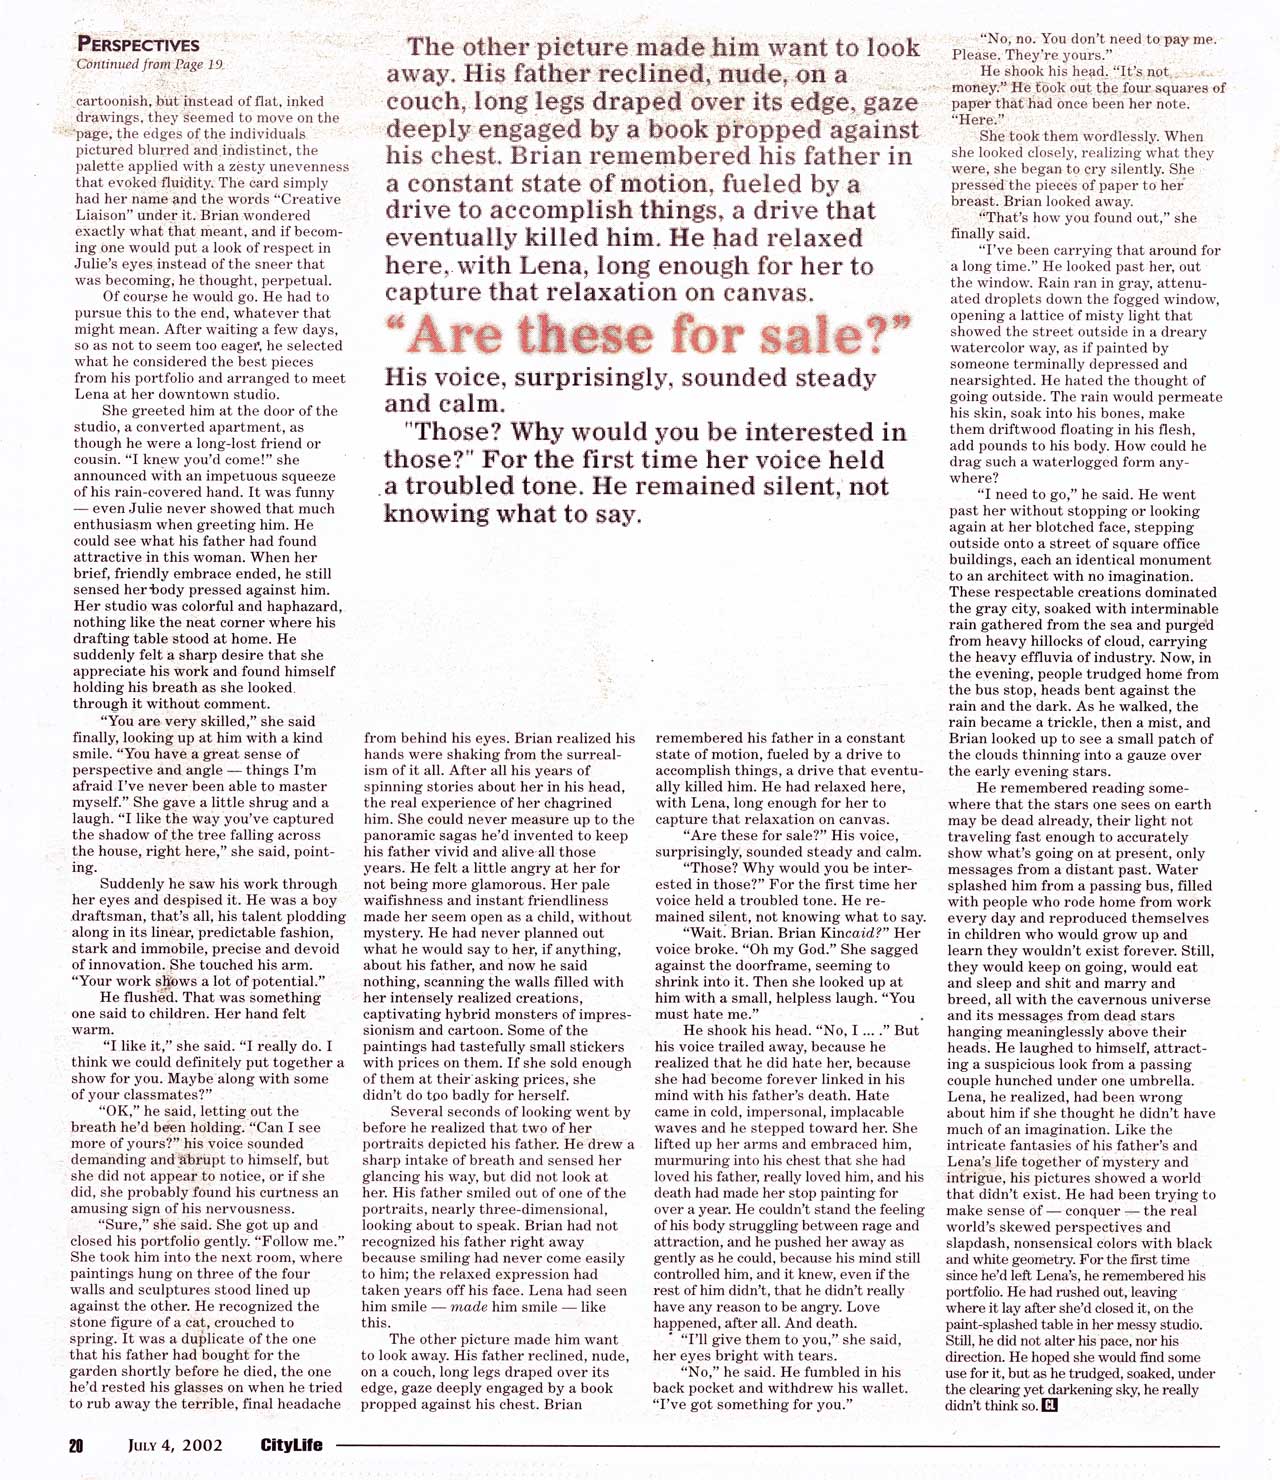 PERSPECTIVES
Continued from Page 19.
cartoonish, but instead of flat, inked
drawings, they seemed to move on the
page, the edges of the individuals
pictured blurred and indistinct, the
palette applied with a zesty unevenness
that evoked fluidity. The card simply
had her name and the words “Creative
Liaison” under it. Brian wondered
exactly what that meant, and if becom-
ing one would put a look of respect in
Julie’s eyes instead of the sneer that
was becoming, he thought, perpetual.
Of course he would go. He had to
pursue this to the end, whatever that
might mean. After waiting a few days,
so as not to seem too eager, he selected
what he considered the best pieces
from his portfolio and arranged to meet
Lena at her downtown studio.
She greeted him at the door of the
studio, a converted apartment, as
though he were a long-lost friend or
cousin. “I knew you’d come!” she
announced with an impetuous squeeze
of his rain-covered hand. It was funny
— even Julie never showed that much
enthusiasm when greeting him. He
could see what his father had found
attractive in this woman. When her
brief, friendly embrace ended, he still
sensed her body pressed against him.
Her studio was colorful and haphazard,
nothing like the neat corner where his
drafting table stood at home. He
suddenly felt a sharp desire that she
appreciate his work and found himself
holding his breath as she looked
through it without comment.
“You are very skilled,” she said
finally, looking up at him with a kind
smile. “You have a great sense of
perspective and angle — things I’m
afraid I’ve never been able to master
myself.” She gave a little shrug and a
laugh. “I like the way you’ve captured
the shadow of the tree falling across
the house, right here,” she said, point-
ing.
Suddenly he saw his work through
her eyes and despised it. He was a boy
draftsman, that’s all, his talent plodding
along in its linear, predictable fashion,
stark and immobile, precise and devoid
of innovation. She touched his arm.
“Your work shows a lot of potential.”
He flushed. That was something
one said to children. Her hand felt
warm.
“I like it,” she said. “I really do. I
think we could definitely put together a
show for you. Maybe along with some
of your classmates?”
“OK,” he said, letting out the
breath he’d been holding. “Can I see
more of yours?” his voice sounded
demanding and abrupt to himself, but
she did not appear to notice, or if she
did, she probably found his curtness an
amusing sign of his nervousness.
“Sure,” she said. She got up and
closed his portfolio gently. “Follow me.”
She took him into the next room, where
paintings hung on three of the four
walls and sculptures stood lined up
against the other. He recognized the
stone figure of a cat, crouched to
spring. It was a duplicate of the one
that his father had bought for the
garden shortly before he died, the one
he’d rested his glasses on when he tried
to rub away the terrible, final headache
The other picture made him want to look
away. His father reclined, nude, on a
couch, long legs draped over its edge, gaze
deeply engaged by a book propped against
his chest. Brian remembered his father in
a constant state of motion, fueled by a
drive to accomplish things, a drive that
eventually killed him. He had relaxed
here, with Lena, long enough for her to
capture that relaxation on canvas.
“Are these for sale?”
His voice, surprisingly, sounded steady
and calm.
"Those? Why would you be interested in
those?" For the first time her voice held
a troubled tone. He remained silent, not
knowing what to say.
from behind his eyes. Brian realized his
hands were shaking from the surreal-
ism of it all. After all his years of
spinning stories about her in his head,
the real experience of her chagrined
him. She could never measure up to the
panoramic sagas he’d invented to keep
his father vivid and alive all those
years. He felt a little angry at her for
not being more glamorous. Her pale
waifishness and instant friendliness
made her seem open as a child, without
mystery. He had never planned out
what he would say to her, if anything,
about his father, and now he said
nothing, scanning the walls filled with
her intensely realized creations,
captivating hybrid monsters of impres-
sionism and cartoon. Some of the
paintings had tastefully small stickers
with prices on them. If she sold enough
of them at their asking prices, she
didn’t do too badly for herself.
Several seconds of looking went by
before he realized that two of her
portraits depicted his father. He drew a
sharp intake of breath and sensed her
glancing his way, but did not look at
her. His father smiled out of one of the
portraits, nearly three-dimensional,
looking about to speak. Brian had not
recognized his father right away
because smiling had never come easily
to him; the relaxed expression had
taken years off his face. Lena had seen
him smile — made him smile — like
this.
The other picture made him want
to look away. His father reclined, nude,
on a couch, long legs draped over its
edge, gaze deeply engaged by a book
propped against his chest. Brian
remembered his father in a constant
state of motion, fueled by a drive to
accomplish things, a drive that eventu-
ally killed him. He had relaxed here,
with Lena, long enough for her to
capture that relaxation on canvas.
“Are these for sale?” His voice,
surprisingly, sounded steady and calm.
“Those? Why would you be inter-
ested in those?” For the first time her
voice held a troubled tone. He re-
mained silent, not knowing what to say.
“Wait. Brian. Brian Kincaid?” Her
voice broke. “Oh my God.” She sagged
against the doorframe, seeming to
shrink into it. Then she looked up at
him with a small, helpless laugh. “You
must hate me.”
He shook his head. “No, I ... .” But
his voice trailed away, because he
realized that he did hate her, because
she had become forever linked in his
mind with his father’s death. Hate
came in cold, impersonal, implacable
waves and he stepped toward her. She
lifted up her arms and embraced him,
murmuring into his chest that she had
loved his father, really loved him, and his
death had made her stop painting for
over a year. He couldn’t stand the feeling
of his body struggling between rage and
attraction, and he pushed her away as
gently as he could, because his mind still
controlled him, and it knew, even if the
rest of him didn’t, that he didn’t really
have any reason to be angry. Love
happened, after all. And death.
“I’ll give them to you,” she said,
her eyes bright with tears.
“No,” he said. He fumbled in his
back pocket and withdrew his wallet.
“I’ve got something for you.”
“No, no. You don’t need to pay me.
Please. They’re yours.”
He shook his head. “It’s not
money.” He took out the four squares of
paper that had once been her note.
“Here.”
She took them wordlessly. When
she looked closely, realizing what they
were, she began to cry silently. She
pressed the pieces of paper to her
breast. Brian looked away.
“That’s how you found out,” she
finally said.
“I’ve been carrying that around for
a long time.” He looked past her, out
the window. Rain ran in gray, attenu-
ated droplets down the fogged window,
opening a lattice of misty light that
showed the street outside in a dreary
watercolor way, as if painted by
someone terminally depressed and
nearsighted. He hated the thought of
going outside. The rain would permeate
his skin, soak into his bones, make
them driftwood floating in his flesh,
add pounds to his body. How could he
drag such a waterlogged form any-
where?
“I need to go,” he said. He went
past her without stopping or looking
again at her blotched face, stepping
outside onto a street of square office
buildings, each an identical monument
to an architect with no imagination.
These respectable creations dominated
the gray city, soaked with interminable
rain gathered from the sea and purged
from heavy hillocks of cloud, carrying
the heavy effluvia of industry. Now, in
the evening, people trudged home from
the bus stop, heads bent against the
rain and the dark. As he walked, the
rain became a trickle, then a mist, and
Brian looked up to see a small patch of
the clouds thinning into a gauze over
the early evening stars.
He remembered reading some-
where that the stars one sees on earth
may be dead already, their light not
traveling fast enough to accurately
show what’s going on at present, only
messages from a distant past. Water
splashed him from a passing bus, filled
with people who rode home from work
every day and reproduced themselves
in children who would grow up and
learn they wouldn’t exist forever. Still,
they would keep on going, would eat
and sleep and shit and marry and
breed, all with the cavernous universe
and its messages from dead stars
hanging meaninglessly above their
heads. He laughed to himself, attract-
ing a suspicious look from a passing
couple hunched under one umbrella.
Lena, he realized, had been wrong
about him if she thought he didn’t have
much of an imagination. Like the
intricate fantasies of his father’s and
Lena’s life together of mystery and
intrigue, his pictures showed a world
that didn’t exist. He had been trying to
make sense of — conquer — the real
world’s skewed perspectives and
slapdash, nonsensical colors with black
and white geometry. For the first time
since he’d left Lena’s, he remembered his
portfolio. He had rushed out, leaving
where it lay after she’d closed it, on the
paint-splashed table in her messy studio.
Still, he did not alter his pace, nor his
direction. He hoped she would find some
use for it, but as he trudged, soaked, under
the clearing yet darkening sky, he really
didn’t think so. CL
20 JULY 4, 2002 CityLife